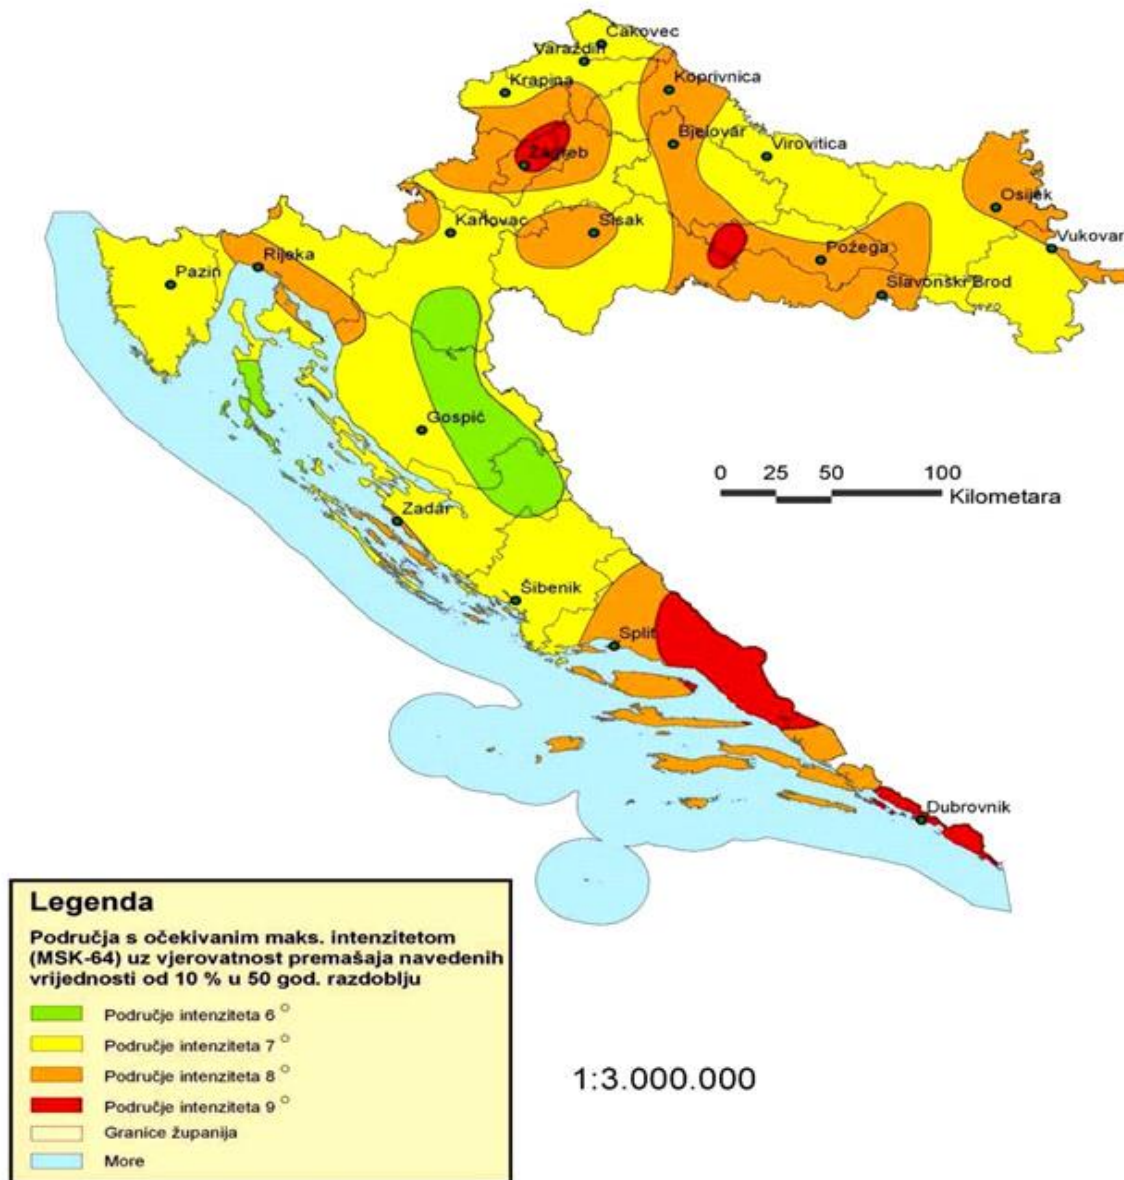 Čakovec
Varaždin
Krapina
Koprivnica
Bjelovar
Virovitica
Zagreb
Osijek
Karlovac
Sisak
Vukovar
Rijeka
Požega
Pazin
Slavonski Brod
Gospić
0 25 50 100
Kilometara
Zadar
Šibenik
Split
Dubrovnik
Legenda
Područja s očekivanim maks. intenzitetom
(MSK-64) uz vjerovatnost premašaja navedenih
vrijednosti od 10 % u 50 god. razdoblju
Područje intenziteta 6 °
Područje intenziteta 7 °
Područje intenziteta 8 °
Područje intenziteta 9 °
Granice županija
More
1:3.000.000